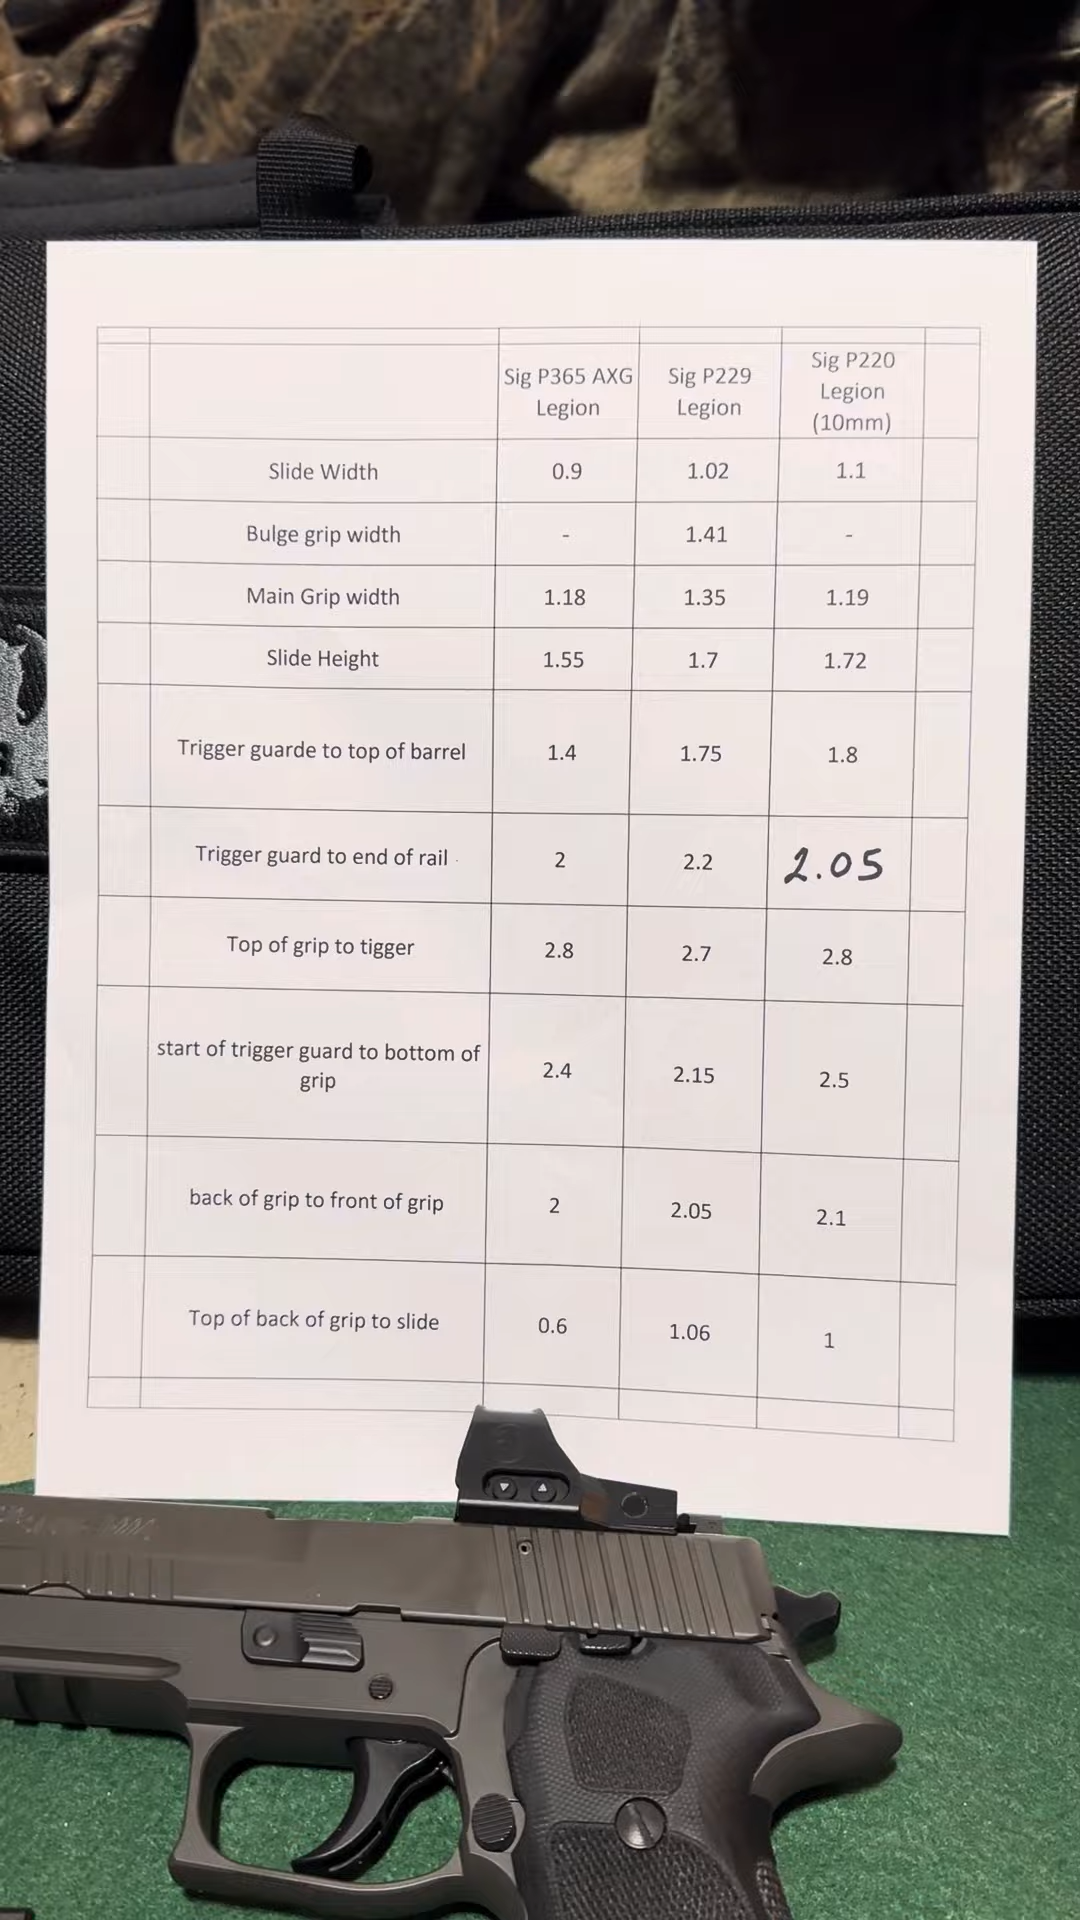 Sig P365 AXG Legion Sig P229 Legion Sig P220 Legion (10mm)
Slide Width 0.9 1.02 1.1
Bulge grip width - 1.41 -
Main Grip width 1.18 1.35 1.19
Slide Height 1.55 1.7 1.72
Trigger guarde to top of barrel 1.4 1.75 1.8
Trigger guard to end of rail 2 2.2 2.05
Top of grip to tigger 2.8 2.7 2.8
start of trigger guard to bottom of grip 2.4 2.15 2.5
back of grip to front of grip 2 2.05 2.1
Top of back of grip to slide 0.6 1.06 1